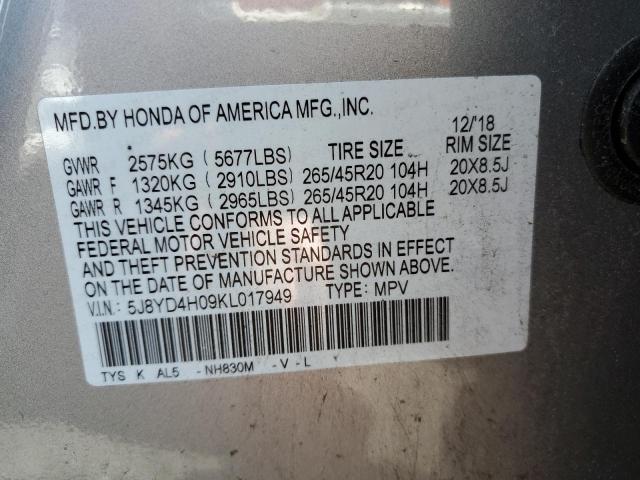 MFD.BY HONDA OF AMERICA MFG.,INC.
12/'18
GVWR 2575KG ( 5677LBS) TIRE SIZE RIM SIZE
GAWR F 1320KG ( 2910LBS) 265/45R20 104H 20X8.5J
GAWR R 1345KG ( 2965LBS) 265/45R20 104H 20X8.5J
THIS VEHICLE CONFORMS TO ALL APPLICABLE
FEDERAL MOTOR VEHICLE SAFETY
AND THEFT PREVENTION STANDARDS IN EFFECT
ON THE DATE OF MANUFACTURE SHOWN ABOVE.
V.I.N.: 5J8YD4H09KL017949 TYPE: MPV
TYS K AL5 -NH830M -V-L